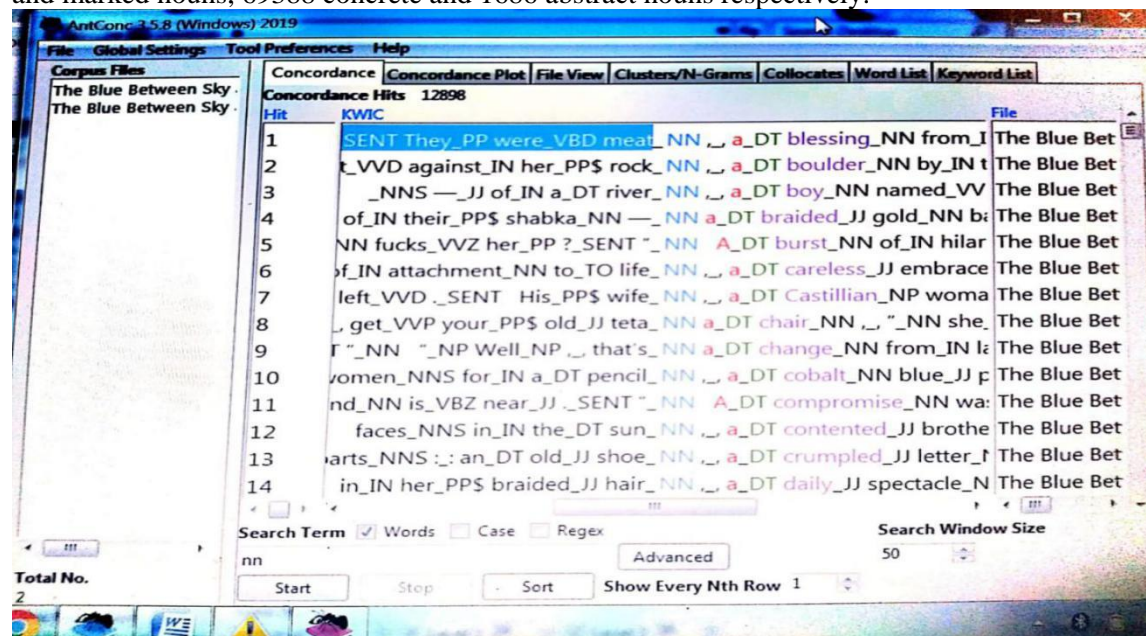 and marked nouns, 69388 concrete and 1686 abstract nouns respectively.
AntConc 3.5.8 (Windows) 2019
File Global Settings Tool Preferences Help
Corpus Files
The Blue Between Sky
The Blue Between Sky
Concordance Concordance Plot File View Clusters/N-Grams Collocates Word List Keyword List
Concordance Hits 12898
Hit KWIC File
1 SENT They_PP were_VBD meat_NN ,_, a_DT blessing_NN from_I The Blue Bet
2 t_VVD against_IN her_PP$ rock_NN ,_, a_DT boulder_NN by_IN t The Blue Bet
3 _NNS —_JJ of_IN a_DT river_NN ,_, a_DT boy_NN named_VV The Blue Bet
4 of_IN their_PP$ shabka_NN —_NN a_DT braided_JJ gold_NN ba The Blue Bet
5 NN fucks_VVZ her_PP ?_SENT "_NN A_DT burst_NN of_IN hilar The Blue Bet
6 of_IN attachment_NN to_TO life_NN ,_, a_DT careless_JJ embrace The Blue Bet
7 left_VVD ._SENT His_PP$ wife_NN ,_, a_DT Castillian_NP woma The Blue Bet
8 _, get_VVP your_PP$ old_JJ teta_NN a_DT chair_NN ,_, "_NN she_ The Blue Bet
9 T "_NN "_NP Well_NP ,_, that's_NN a_DT change_NN from_IN la The Blue Bet
10 vomen_NNS for_IN a_DT pencil_NN ,_, a_DT cobalt_NN blue_JJ p The Blue Bet
11 nd_NN is_VBZ near_JJ ._SENT "_NN A_DT compromise_NN wa: The Blue Bet
12 faces_NNS in_IN the_DT sun_NN ,_, a_DT contented_JJ brothe The Blue Bet
13 arts_NNS :_: an_DT old_JJ shoe_NN ,_, a_DT crumpled_JJ letter_N The Blue Bet
14 in_IN her_PP$ braided_JJ hair_NN ,_, a_DT daily_JJ spectacle_N The Blue Bet
Search Term Words Case Regex Search Window Size
nn Advanced 50
Total No.
2
Start Stop Sort Show Every Nth Row 1